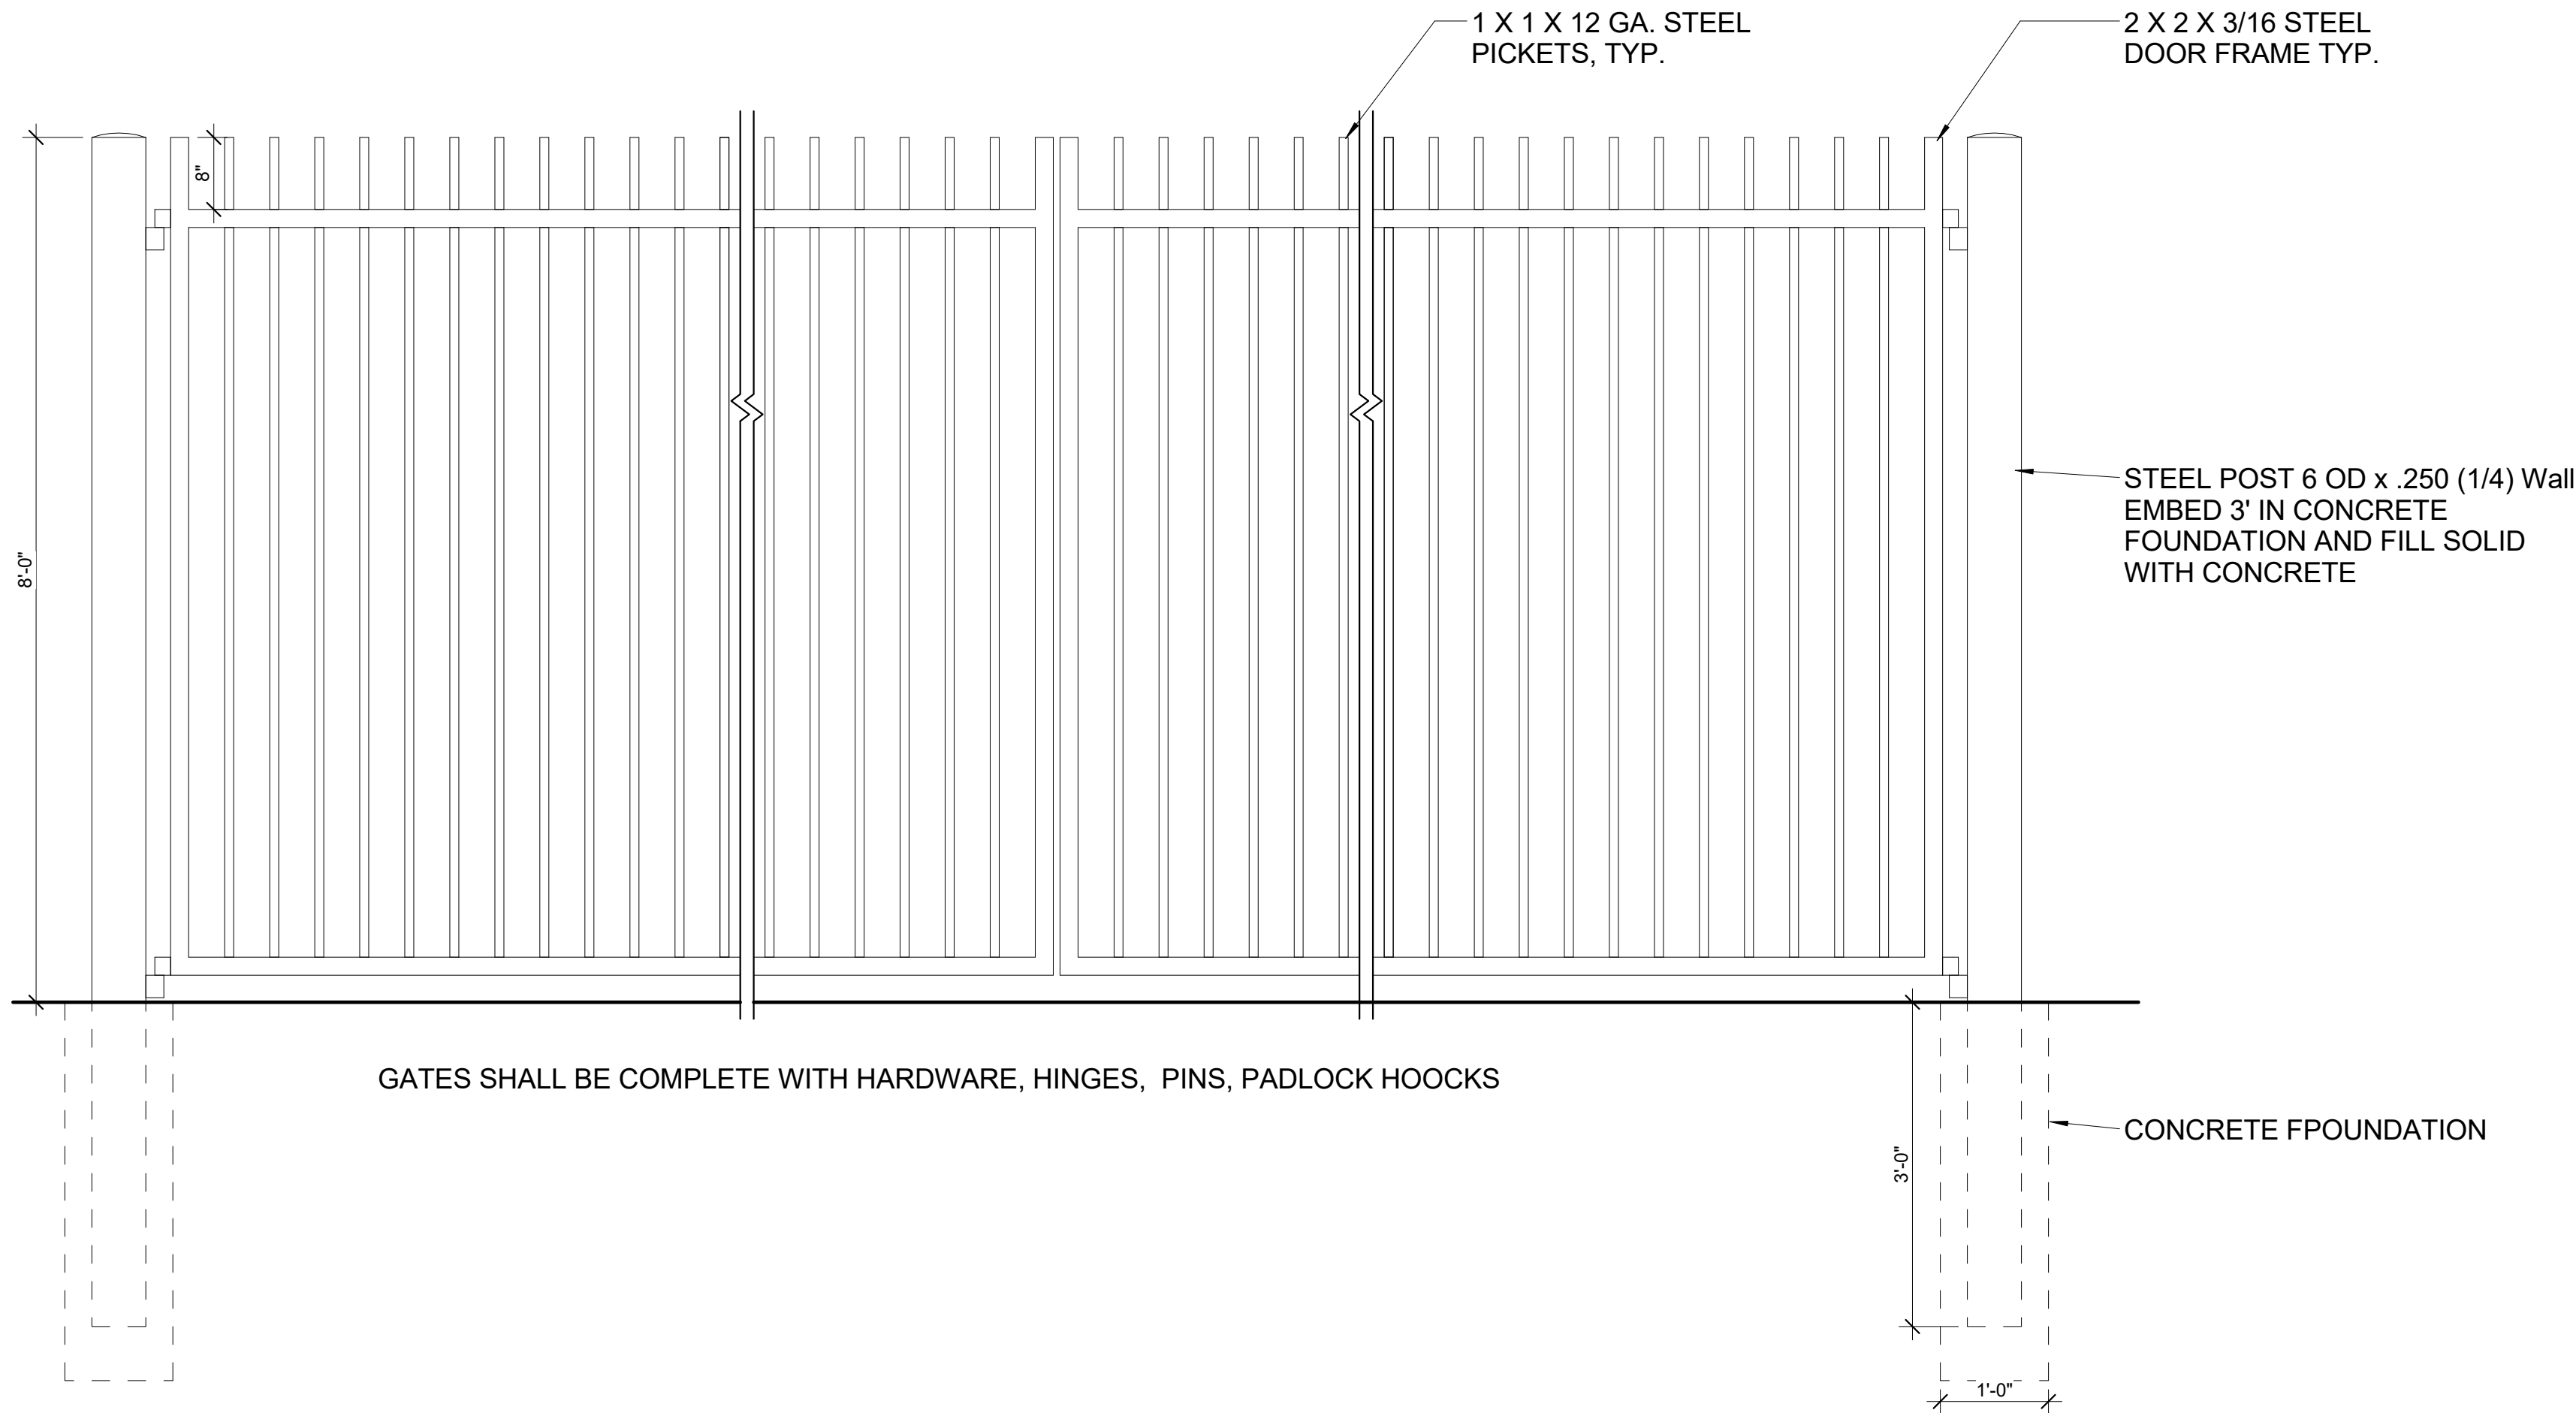 1 X 1 X 12 GA. STEEL
PICKETS, TYP.
2 X 2 X 3/16 STEEL
DOOR FRAME TYP.
8"
8'-0"
STEEL POST 6 OD x .250 (1/4) Wall
EMBED 3' IN CONCRETE
FOUNDATION AND FILL SOLID
WITH CONCRETE
GATES SHALL BE COMPLETE WITH HARDWARE, HINGES, PINS, PADLOCK HOOCKS
CONCRETE FPOUNDATION
3'-0"
1'-0"